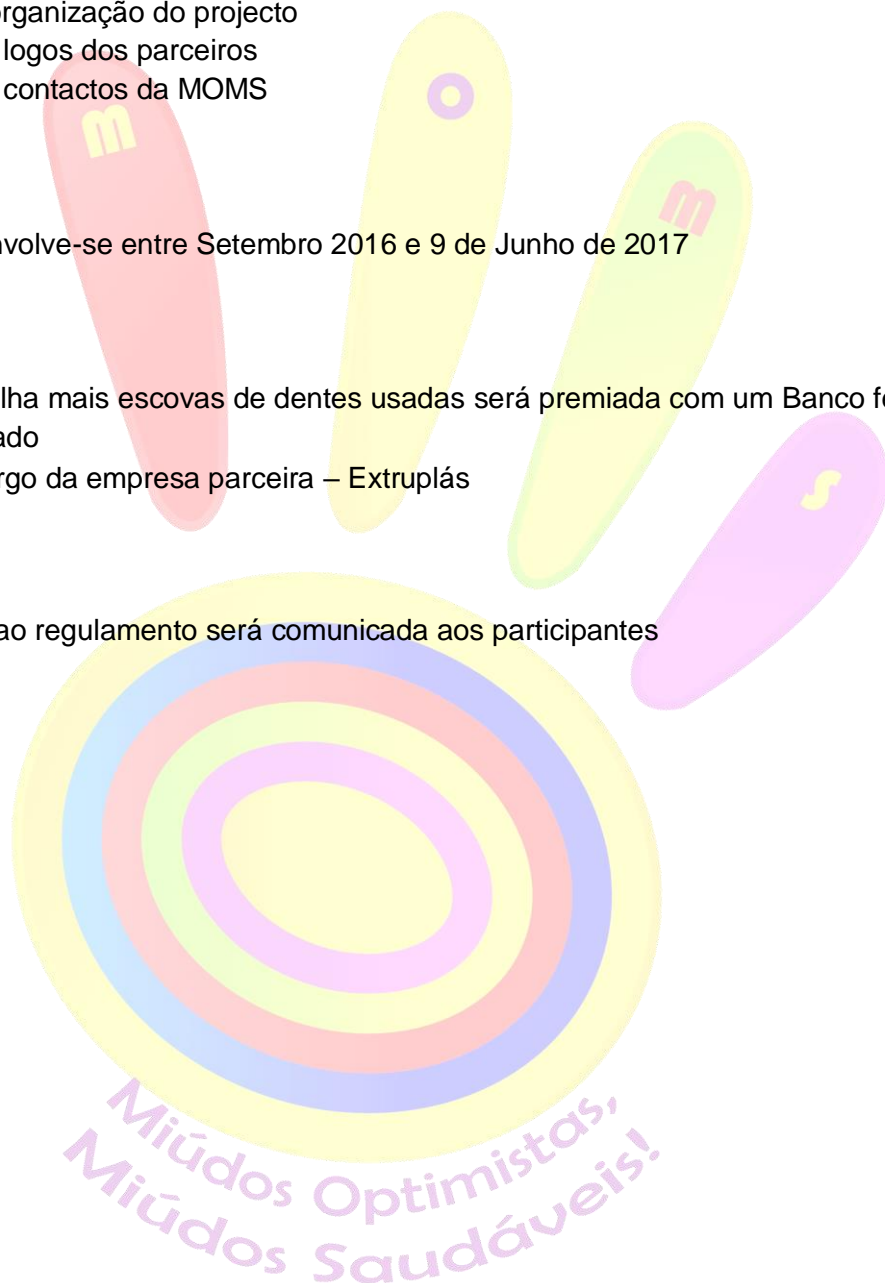 rganização do projecto
logos dos parceiros
contactos da MOMS
M
O
M
nvolve-se entre Setembro 2016 e 9 de Junho de 2017
lha mais escovas de dentes usadas será premiada com um Banco fe
ado
rgo da empresa parceira – Extruplás
S
ao regulamento será comunicada aos participantes
Miúdos Optimistas,
Miúdos Saudáveis!